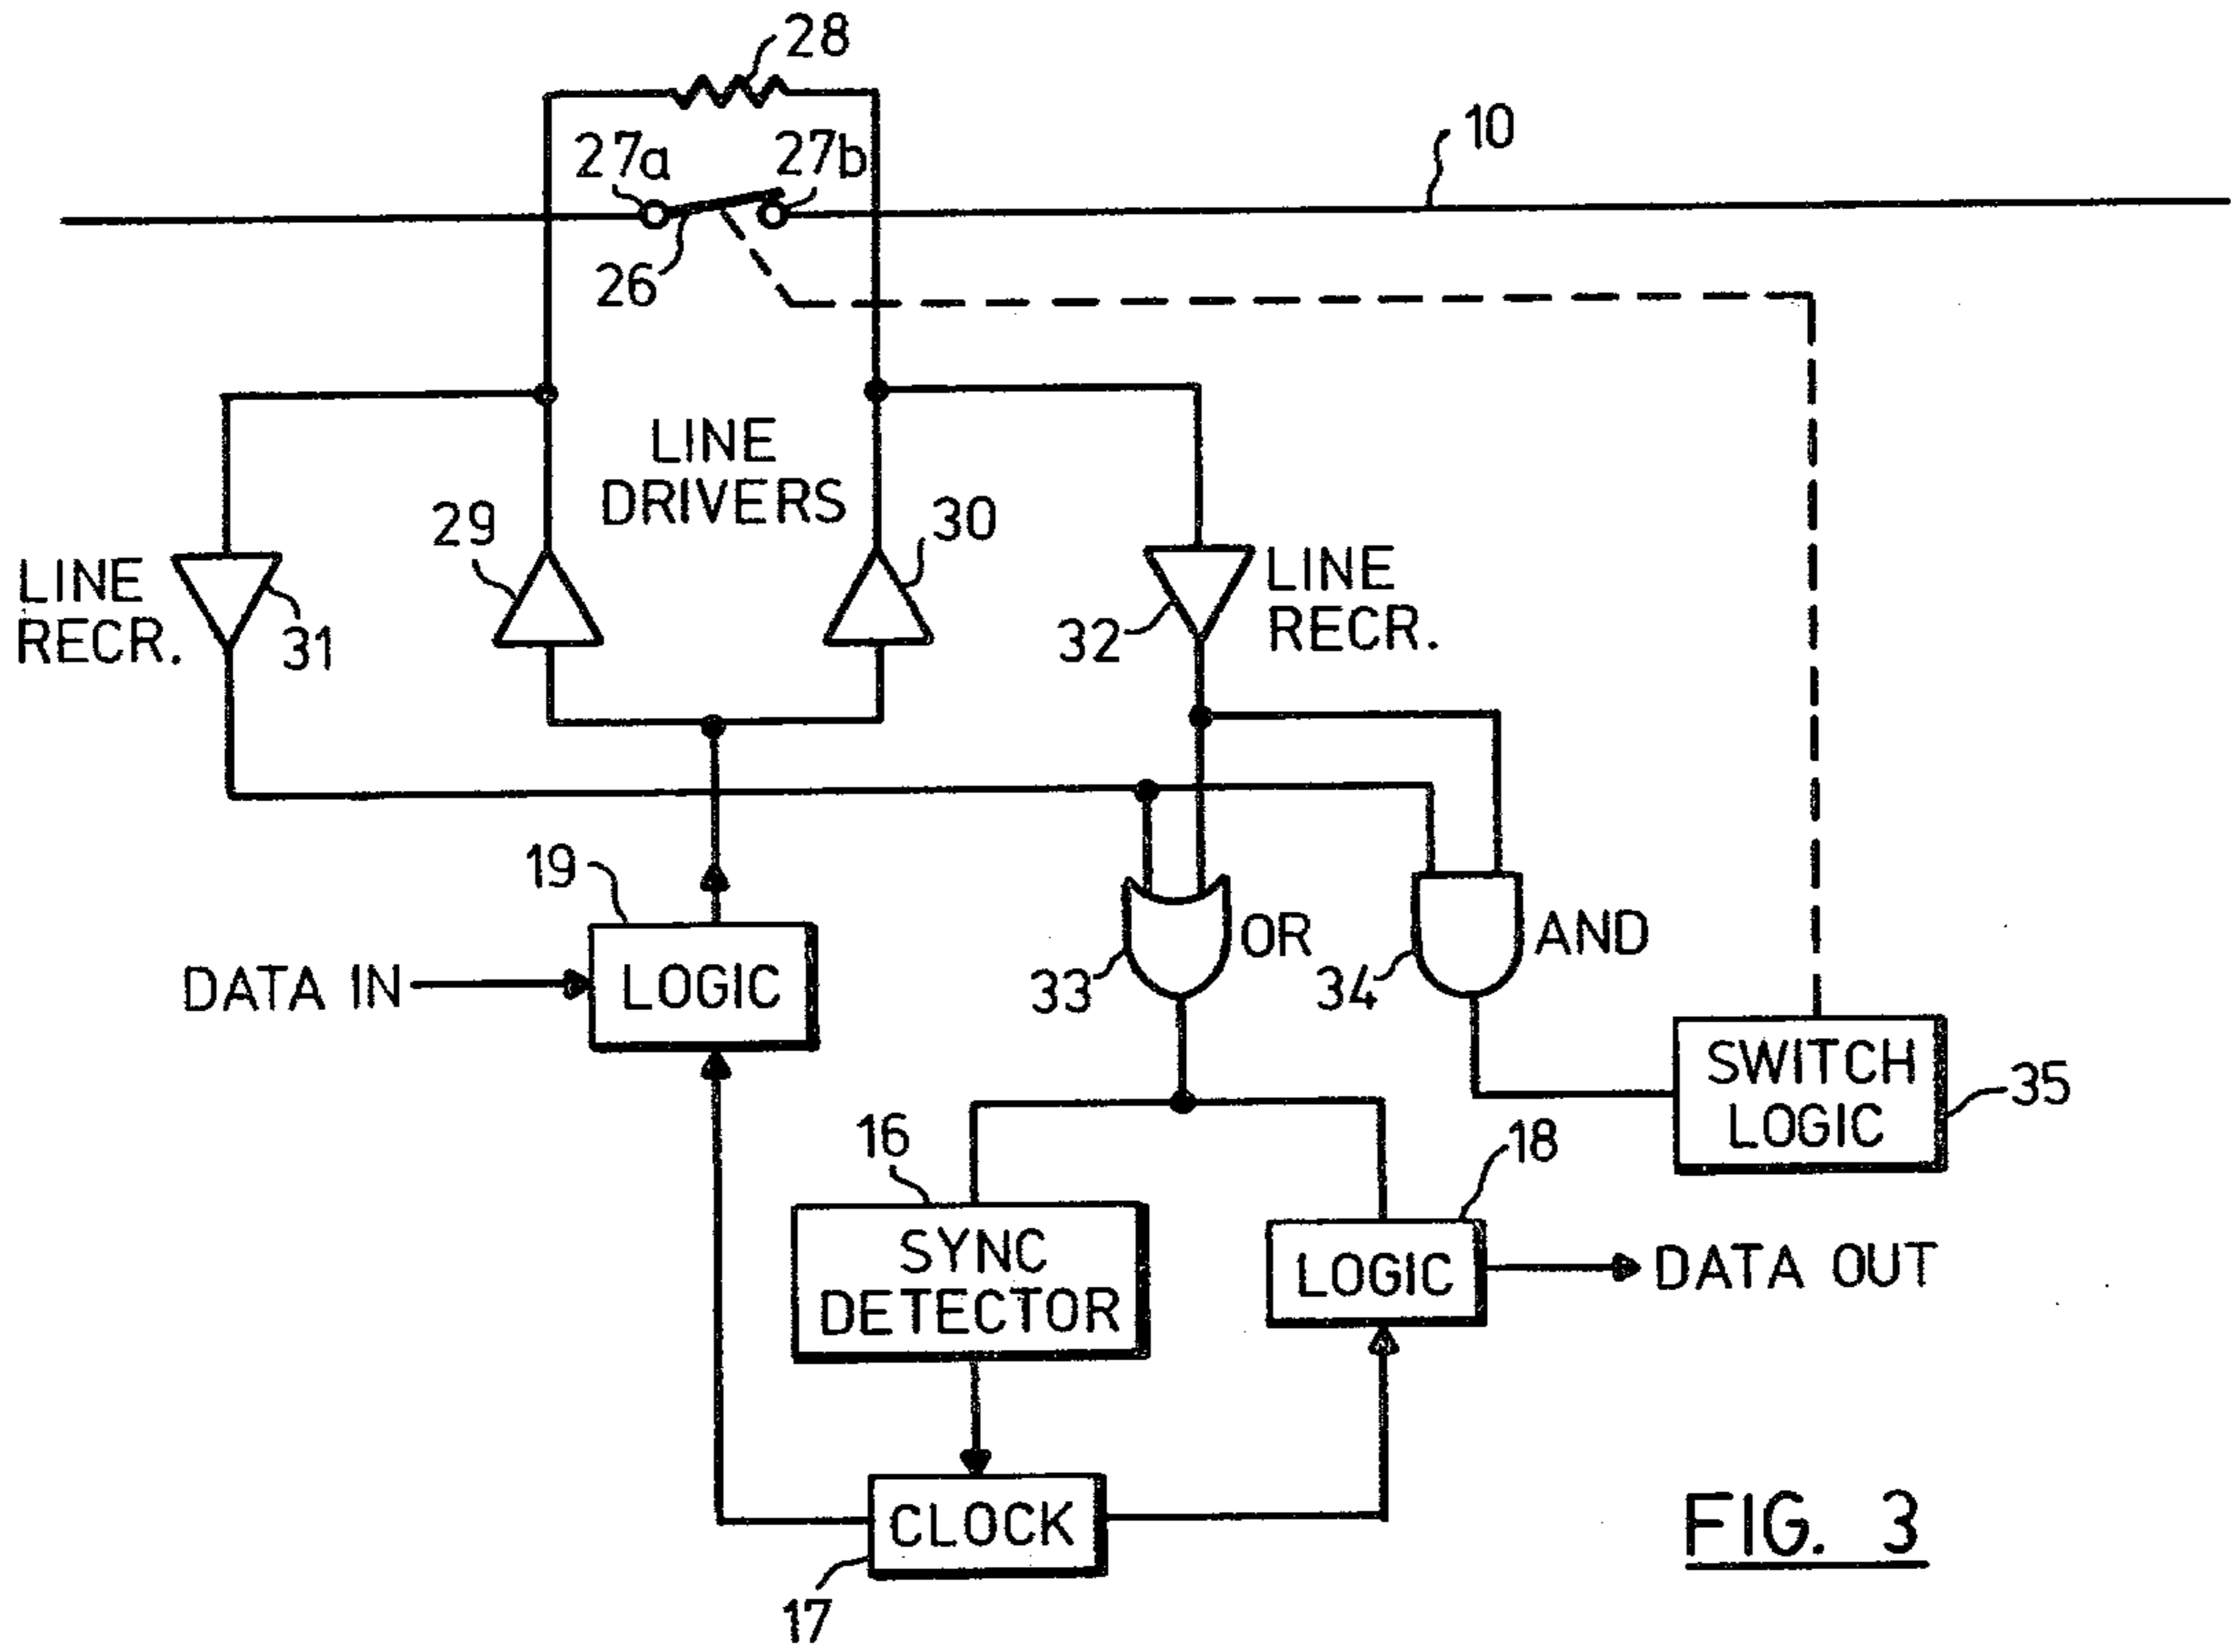 28
10
27a
27b
26
LINE
DRIVERS
29
30
LINE
RECR.
31
32
LINE
RECR.
19
DATA IN
LOGIC
33
OR
34
AND
SWITCH
LOGIC
35
16
18
SYNC
DETECTOR
LOGIC
DATA OUT
CLOCK
17
FIG. 3